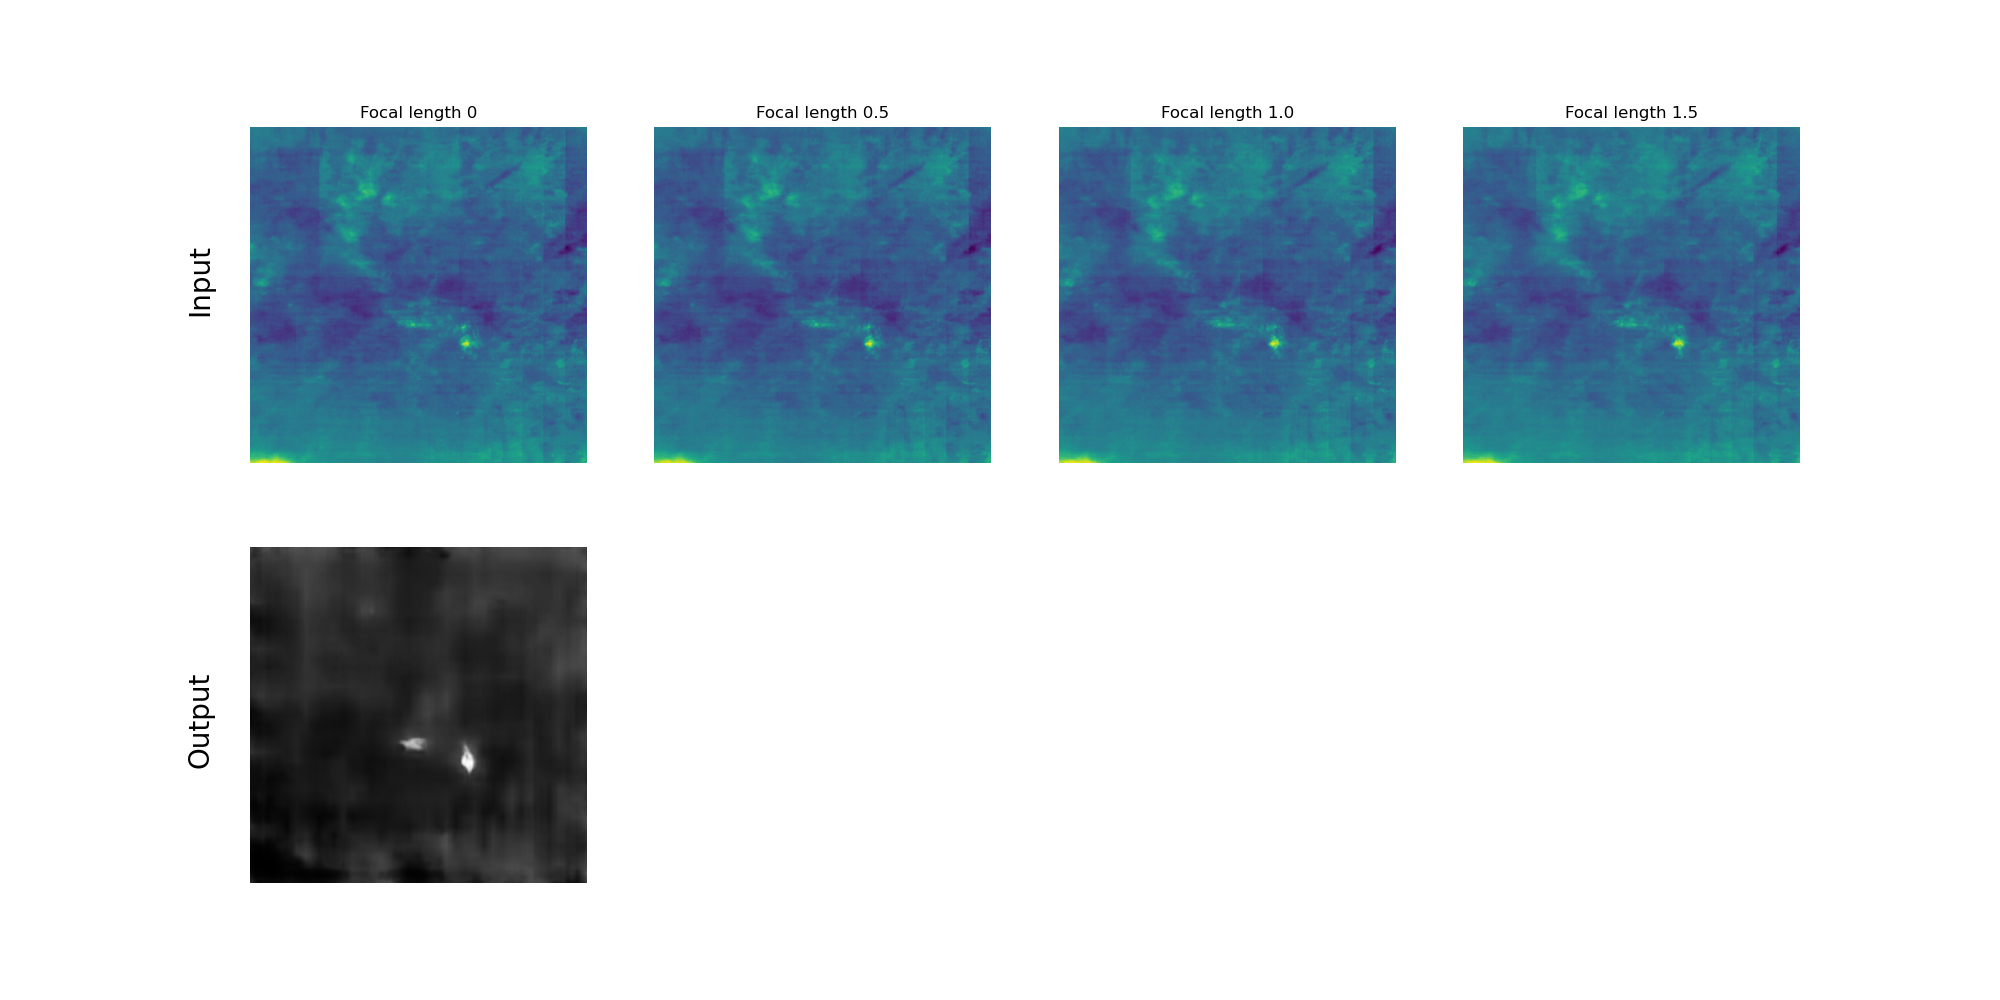 Focal length 0
Focal length 0.5
Focal length 1.0
Focal length 1.5
Input
Output